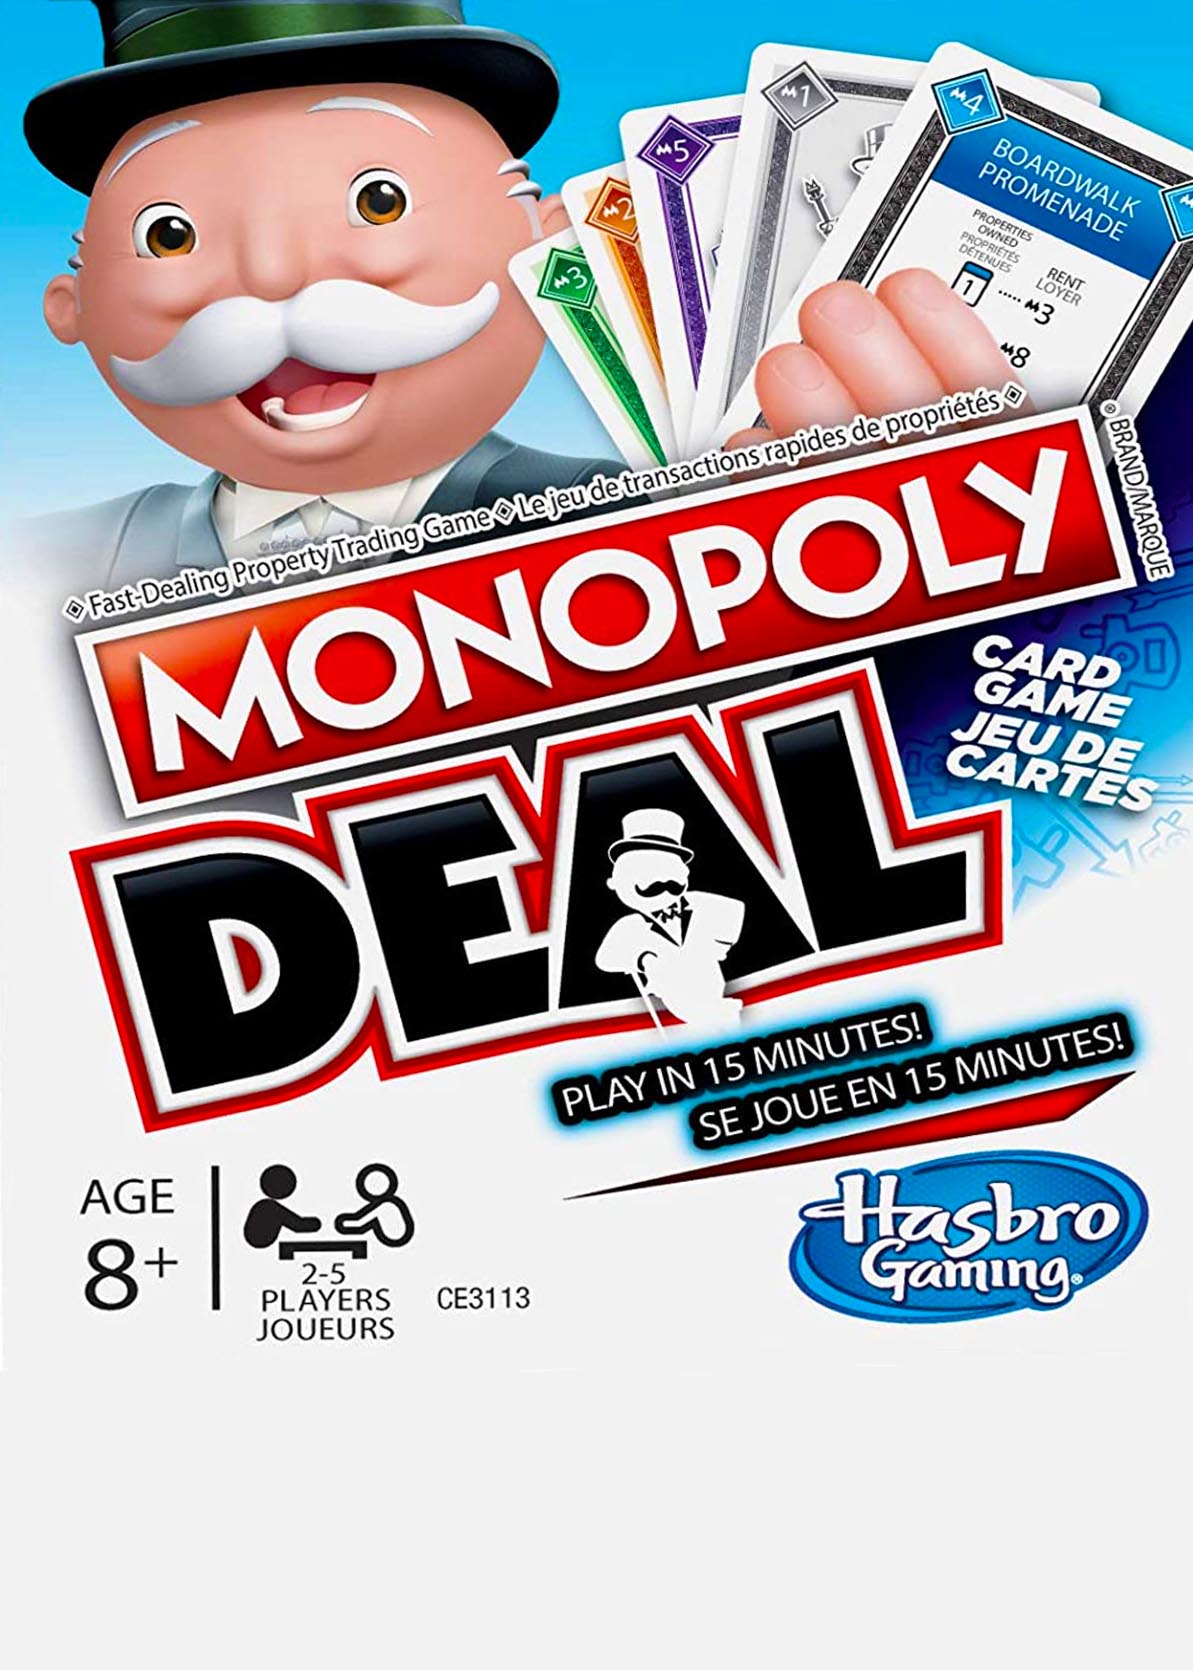 M3
M2
M5
M1
M4
BOARDWALK
PROMENADE
PROPERTIES
OWNED
PROPRIÉTÉS
DÉTENUES
RENT
LOYER
1 ..... M3
M8
Fast-Dealing Property Trading Game Le jeu de transactions rapides de propriétés
® BRAND/MARQUE
MONOPOLY
DEAL
CARD
GAME
JEU DE
CARTES
PLAY IN 15 MINUTES!
SE JOUE EN 15 MINUTES!
AGE
8+
2-5
PLAYERS
JOUEURS
CE3113
Hasbro
Gaming®